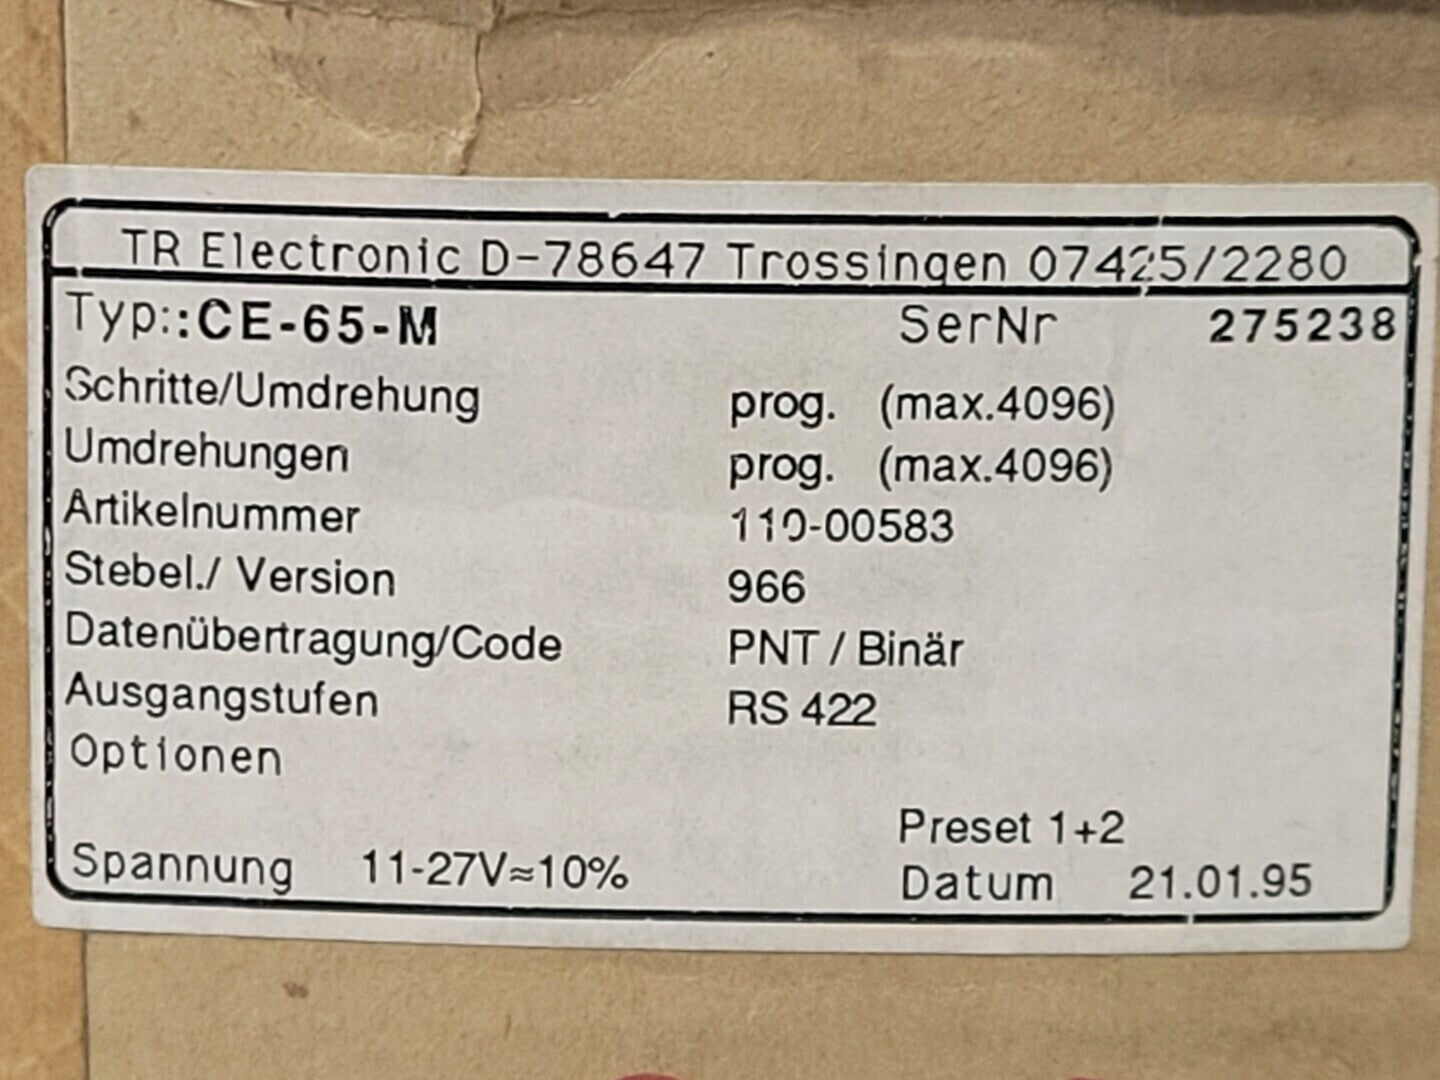 TR Electronic D-78647 Trossingen 07425/2280
Typ::CE-65-M SerNr 275238
Schritte/Umdrehung prog. (max.4096)
Umdrehungen prog. (max.4096)
Artikelnummer 110-00583
Stebel./ Version 966
Datenübertragung/Code PNT / Binär
Ausgangstufen RS 422
Optionen
Preset 1+2
Spannung 11-27V≈10% Datum 21.01.95